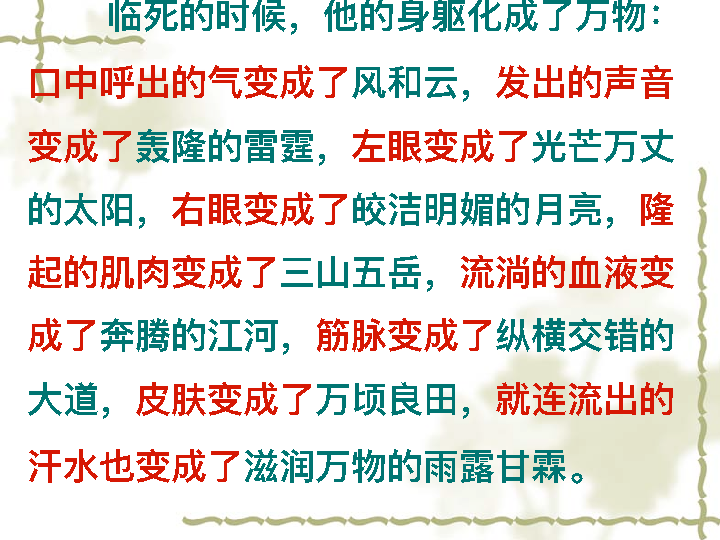 临死的时候，他的身躯化成了万物：
口中呼出的气变成了风和云，发出的声音
变成了轰隆的雷霆，左眼变成了光芒万丈
的太阳，右眼变成了皎洁明媚的月亮，隆
起的肌肉变成了三山五岳，流淌的血液变
成了奔腾的江河，筋脉变成了纵横交错的
大道，皮肤变成了万顷良田，就连流出的
汗水也变成了滋润万物的雨露甘霖。